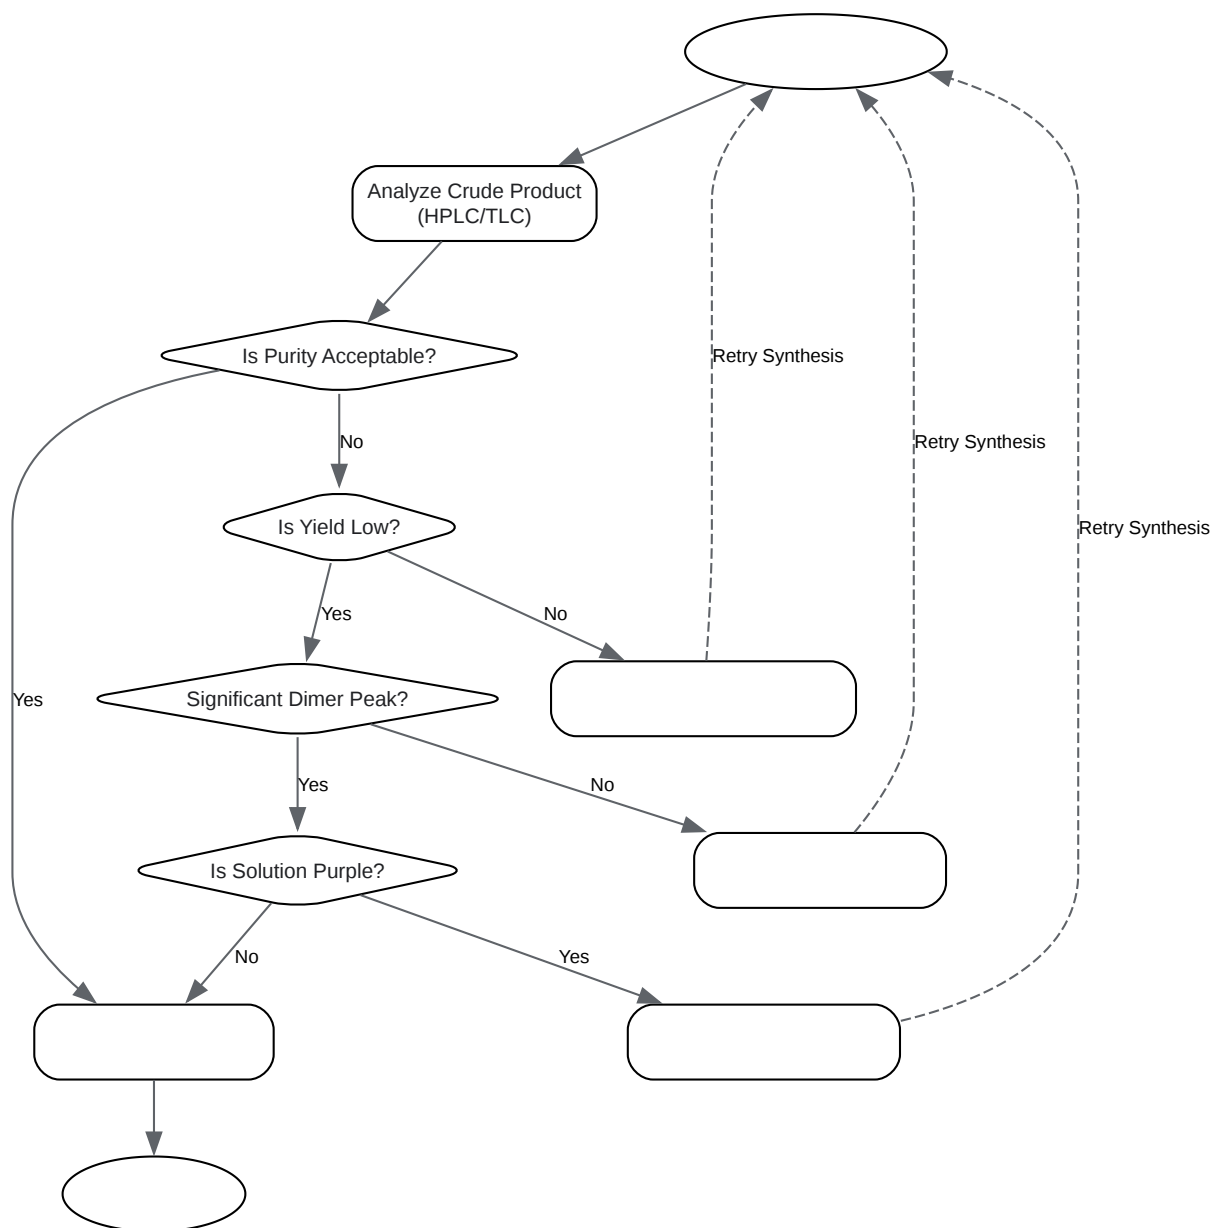 Analyze Crude Product
(HPLC/TLC)
Is Purity Acceptable?
Retry Synthesis
No
Retry Synthesis
Is Yield Low?
Retry Synthesis
Yes
No
Significant Dimer Peak?
Yes
Yes
No
Is Solution Purple?
No
Yes